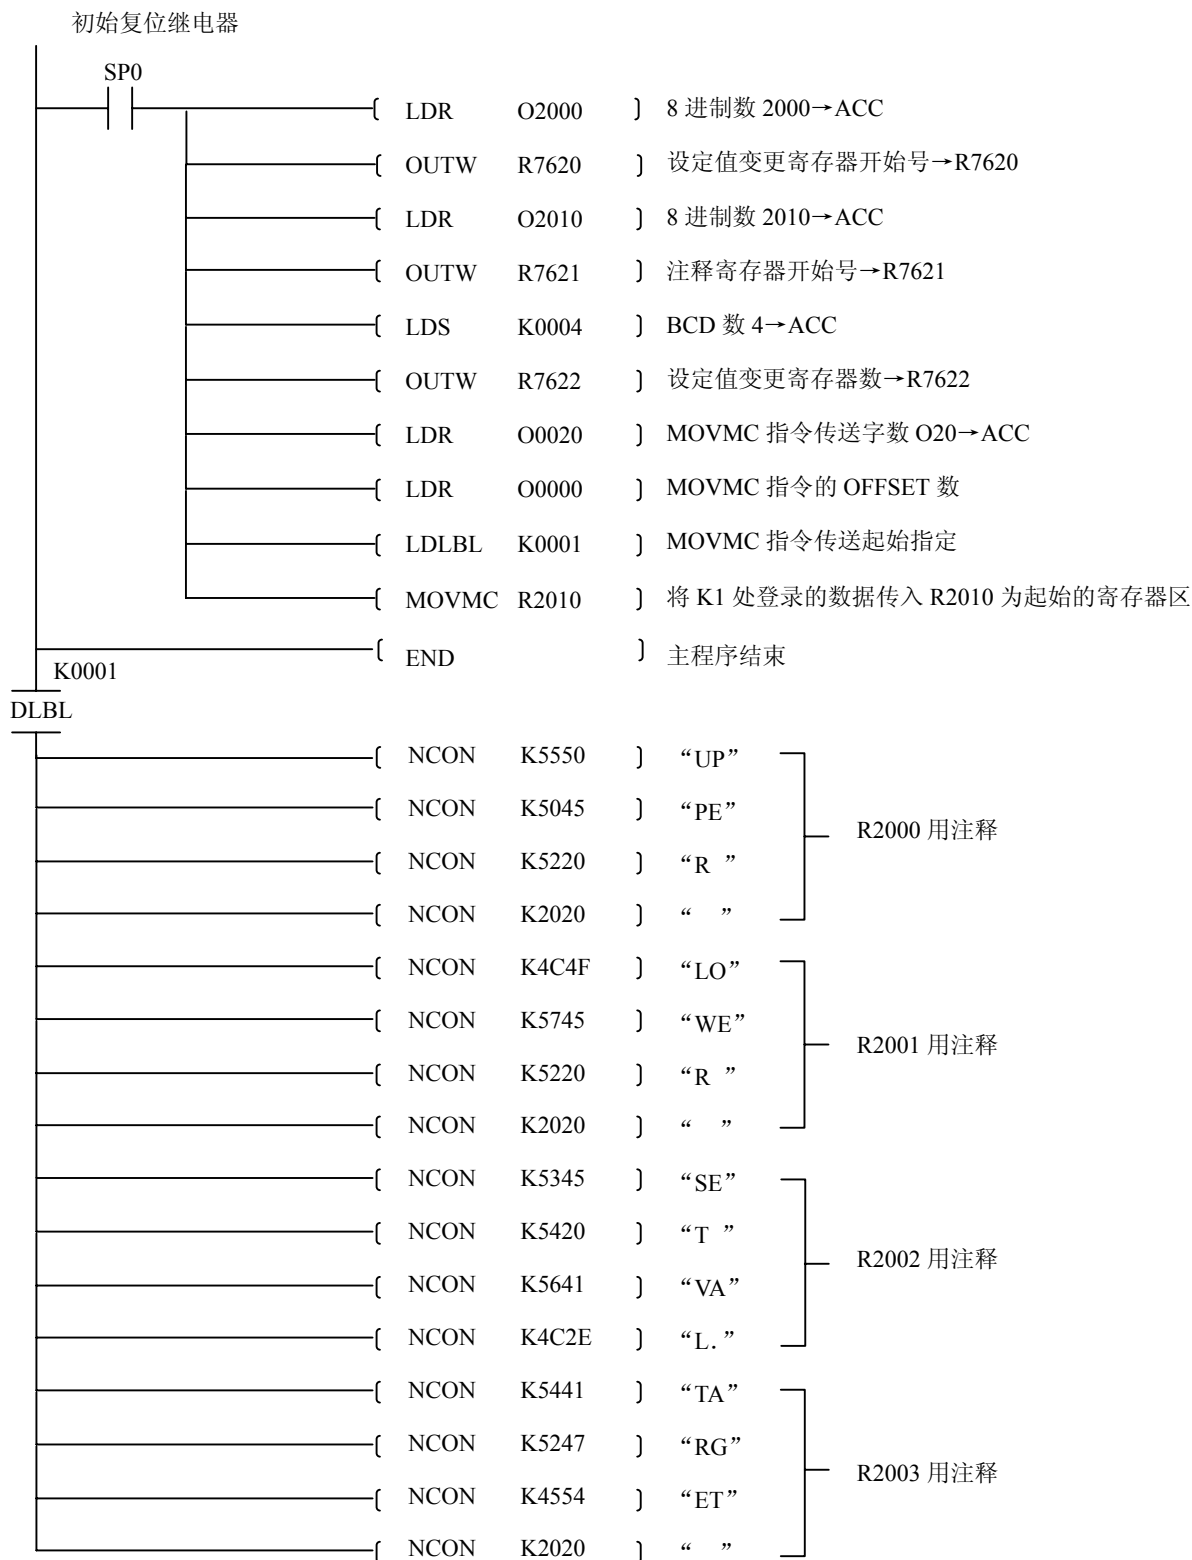 初始复位继电器
SP0
LDR O2000 8 进制数 2000→ACC
OUTW R7620 设定值变更寄存器开始号→R7620
LDR O2010 8 进制数 2010→ACC
OUTW R7621 注释寄存器开始号→R7621
LDS K0004 BCD 数 4→ACC
OUTW R7622 设定值变更寄存器数→R7622
LDR O0020 MOVMC 指令传送字数 O20→ACC
LDR O0000 MOVMC 指令的 OFFSET 数
LDLBL K0001 MOVMC 指令传送起始指定
MOVMC R2010 将 K1 处登录的数据传入 R2010 为起始的寄存器区
END 主程序结束
K0001
DLBL
NCON K5550 “UP”
NCON K5045 “PE”
R2000 用注释
NCON K5220 “R ”
NCON K2020 “ ”
NCON K4C4F “LO”
NCON K5745 “WE”
R2001 用注释
NCON K5220 “R ”
NCON K2020 “ ”
NCON K5345 “SE”
NCON K5420 “T ”
R2002 用注释
NCON K5641 “VA”
NCON K4C2E “L.”
NCON K5441 “TA”
NCON K5247 “RG”
R2003 用注释
NCON K4554 “ET”
NCON K2020 “ ”